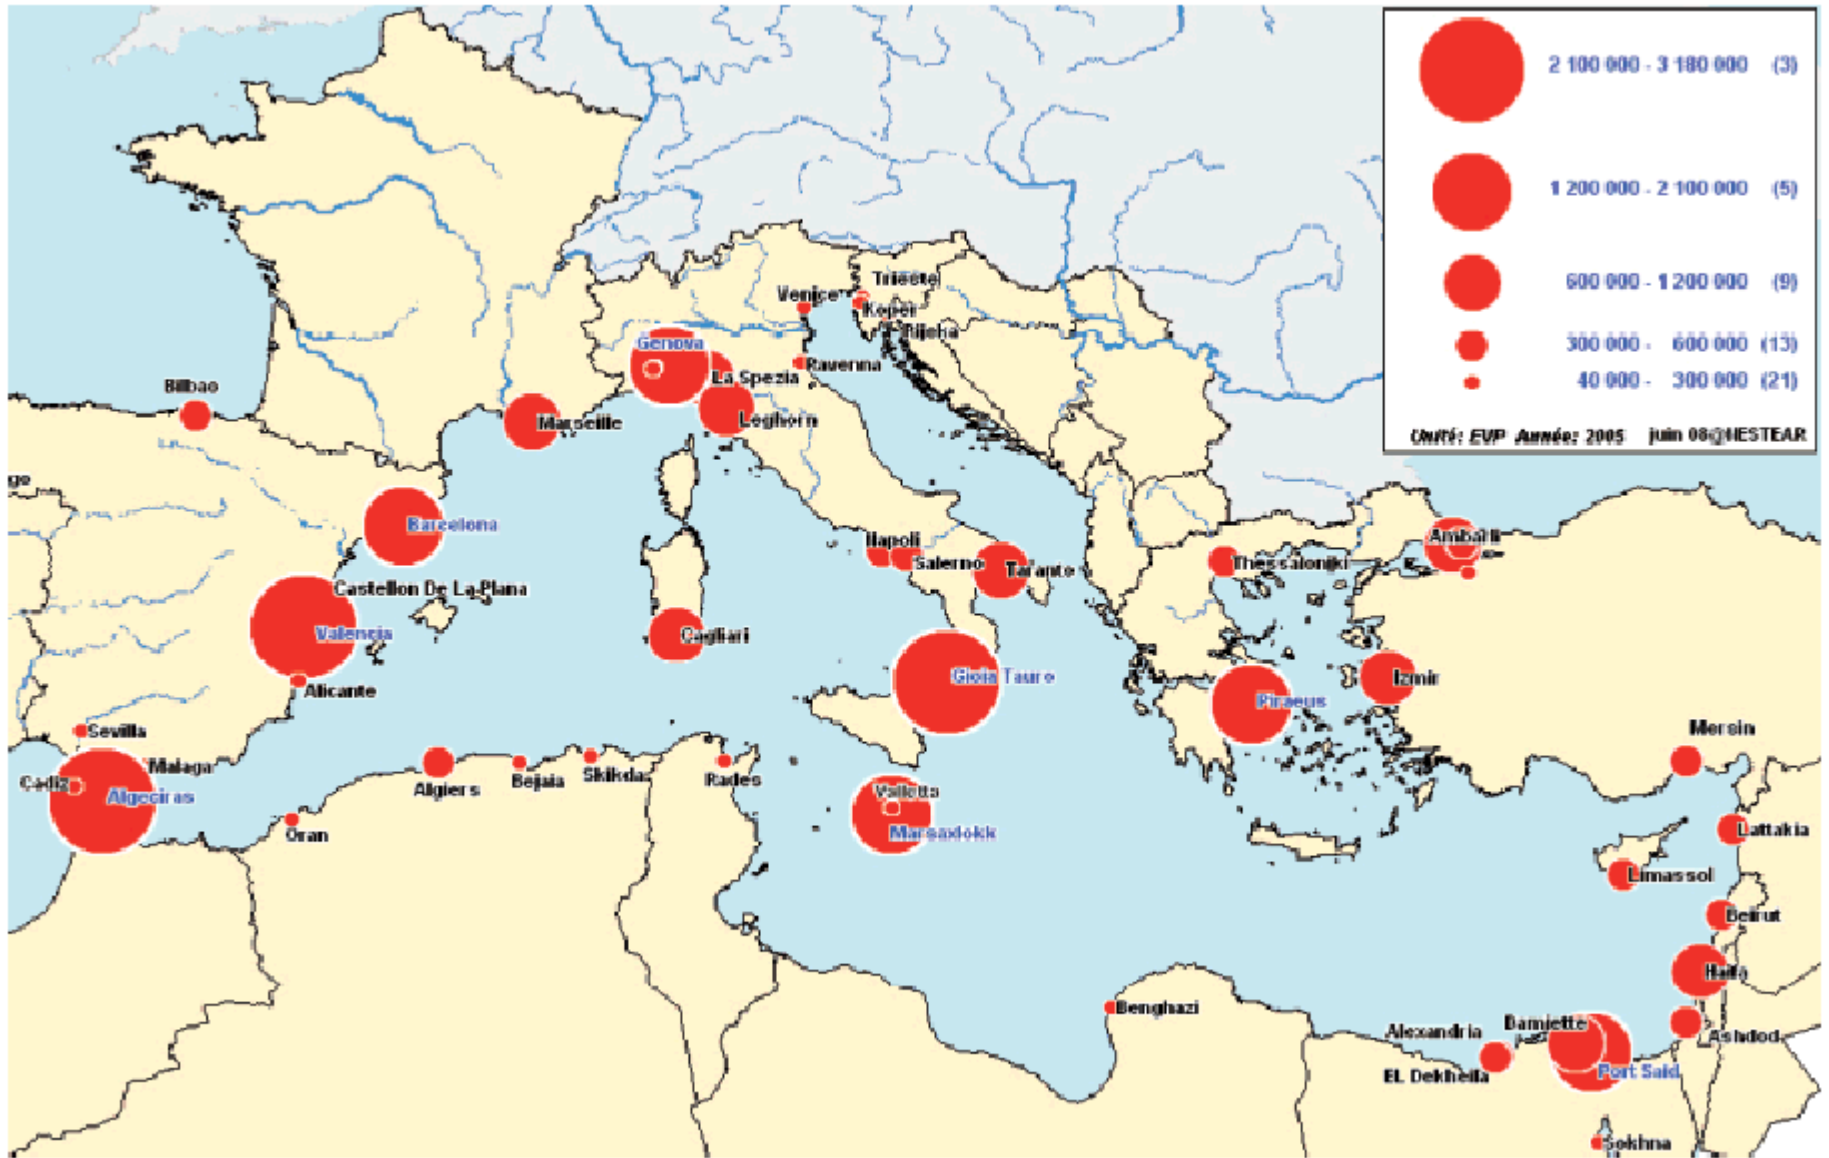 2 100 000 - 3 180 000 (3)
1 200 000 - 2 100 000 (5)
600 000 - 1 200 000 (9)
300 000 - 600 000 (13)
40 000 - 300 000 (21)
Unité: EVP Année: 2005 juin 08@NESTEAR
Trieste
Venice
Koper
Rijeka
Genova
Ravenna
La Spezia
Bilbao
Marseille
Leghorn
ge
Barcelona
Napoli
Salerno
Taranto
Thessaloniki
Ambarli
Castellon De La Plana
Valencia
Cagliari
Gioia Tauro
Izmir
Alicante
Piraeus
Sevilla
Mersin
Malaga
Cadiz
Algeciras
Algiers
Bejaia
Skikda
Rades
Valletta
Marsaxlokk
Oran
Lattakia
Limassol
Beirut
Haifa
Benghazi
Alexandria
Damiette
Ashdod
EL Dekheila
Port Said
Sokhna